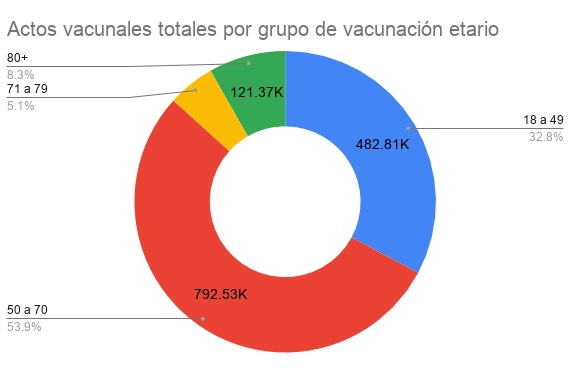 Actos vacunales totales por grupo de vacunación etario
80+
8.3%
71 a 79
5.1%
121.37K
18 a 49
32.8%
482.81K
792.53K
50 a 70
53.9%